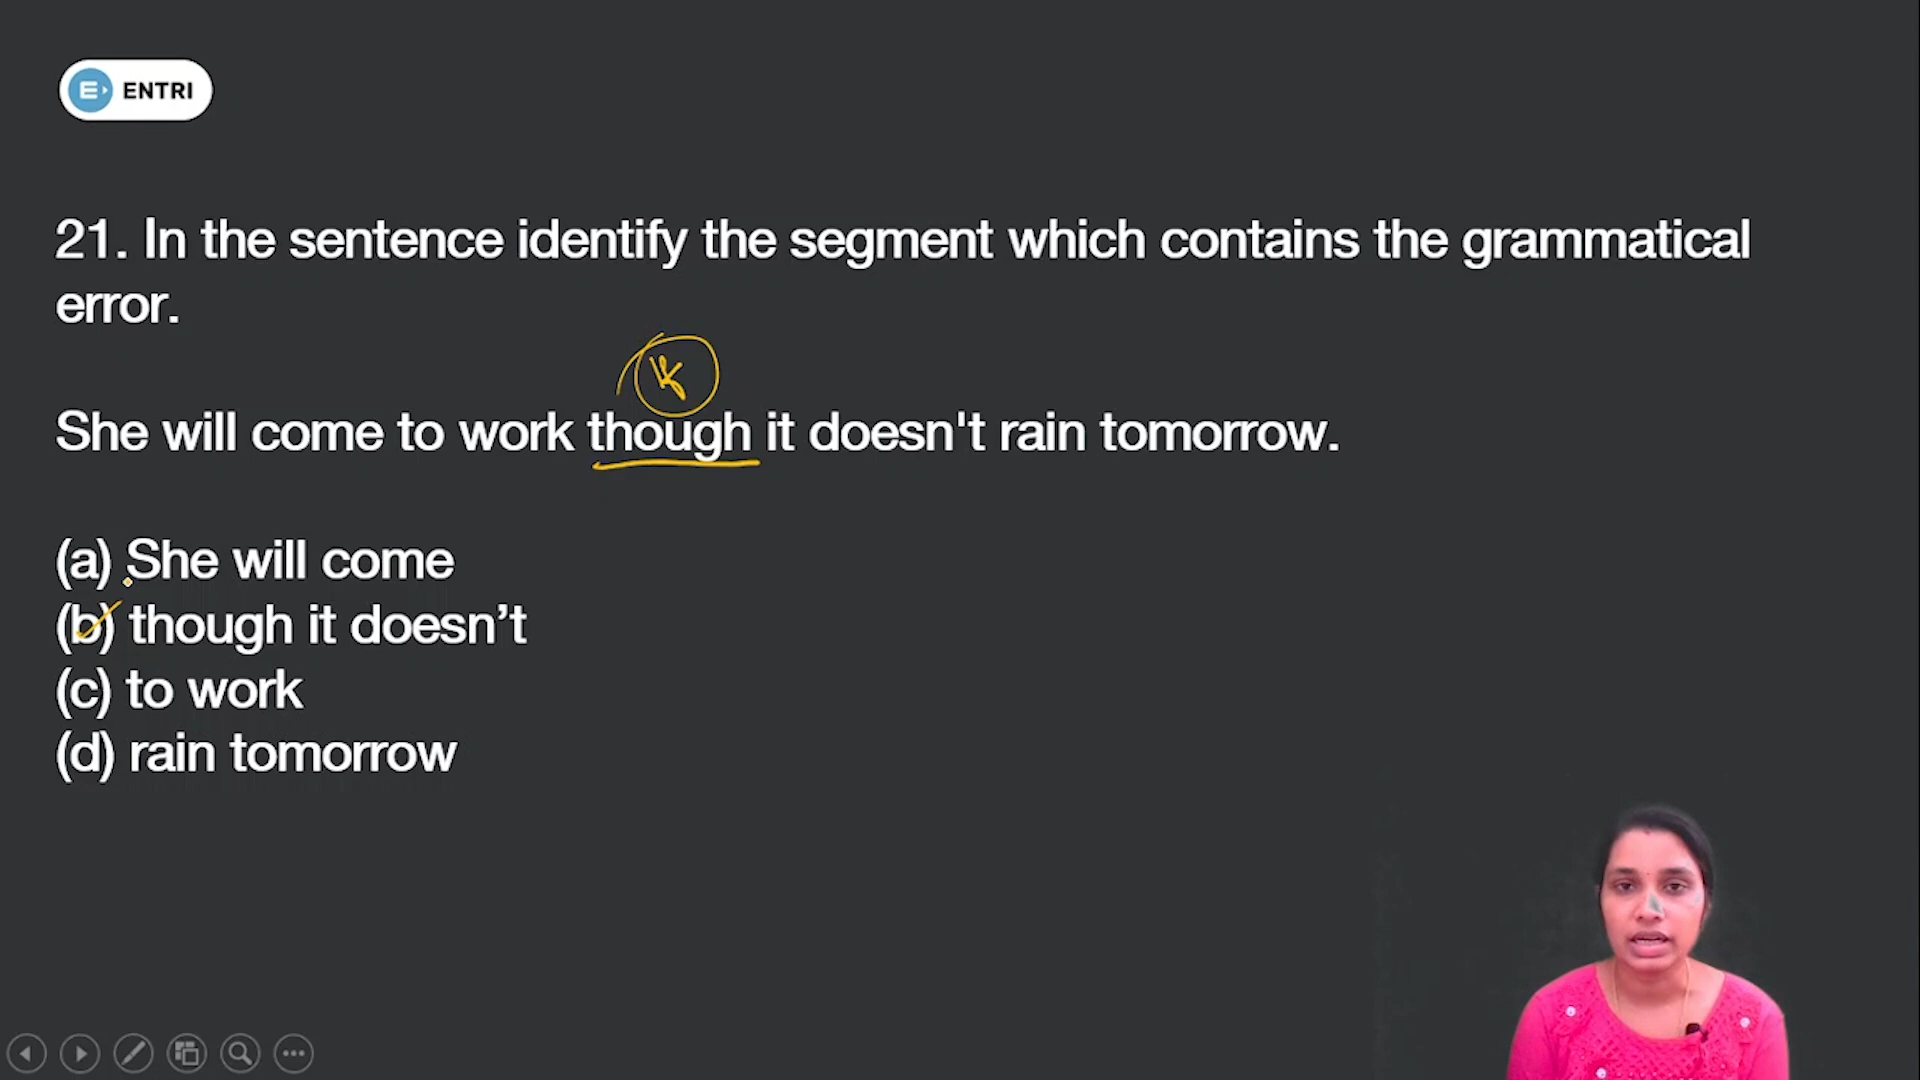 ENTRI
21. In the sentence identify the segment which contains the grammatical
error.
if
She will come to work though it doesn't rain tomorrow.
(a) She will come
(b) though it doesn’t
(c) to work
(d) rain tomorrow